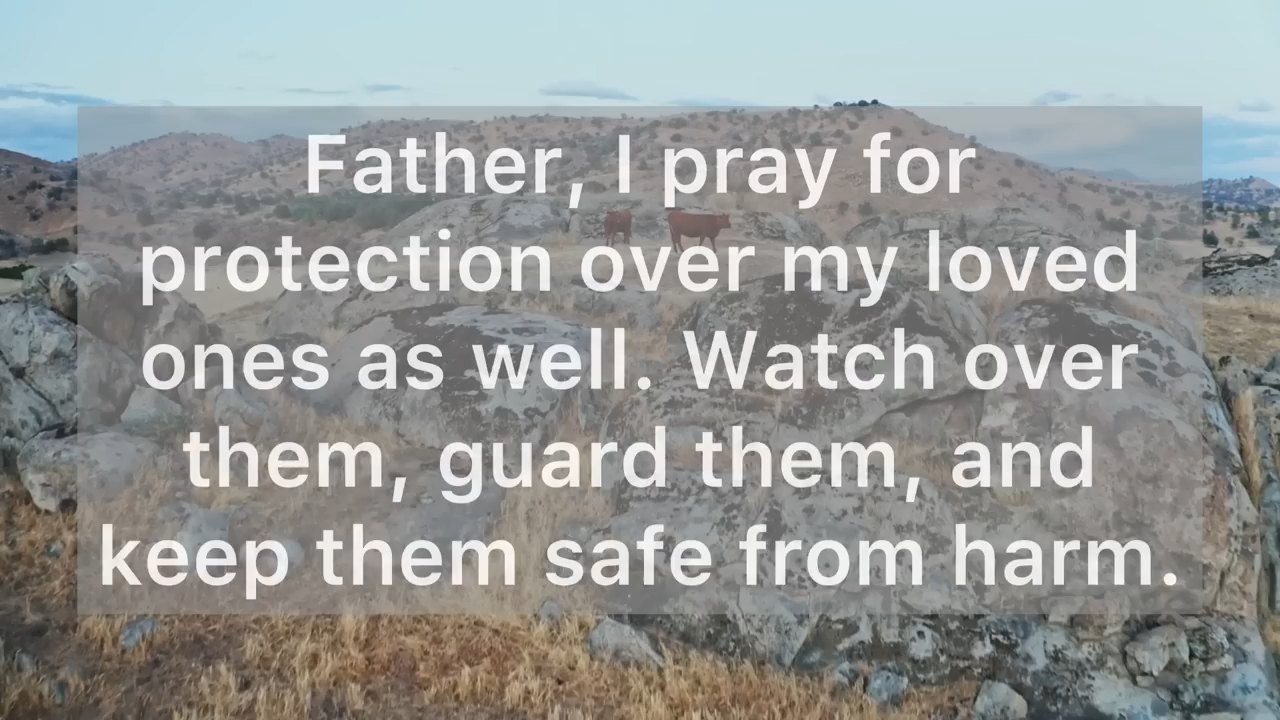 Father, I pray for
protection over my loved
ones as well. Watch over
them, guard them, and
keep them safe from harm.